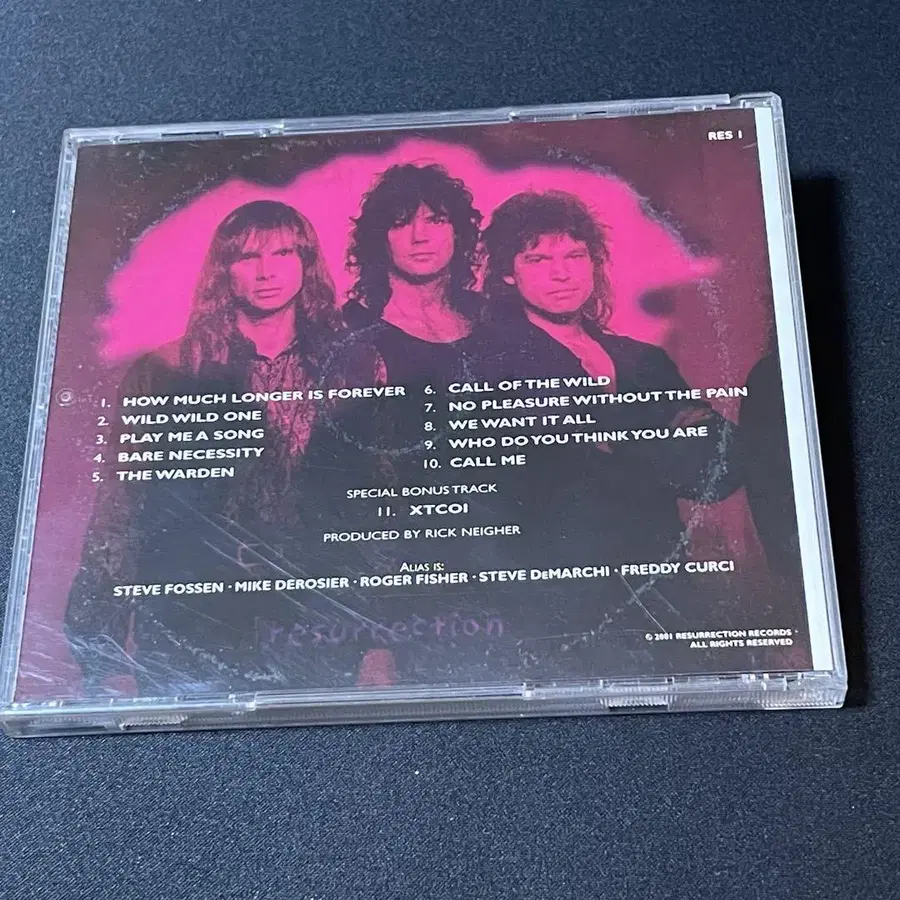 RES 1
1. HOW MUCH LONGER IS FOREVER
2. WILD WILD ONE
3. PLAY ME A SONG
4. BARE NECESSITY
5. THE WARDEN
6. CALL OF THE WILD
7. NO PLEASURE WITHOUT THE PAIN
8. WE WANT IT ALL
9. WHO DO YOU THINK YOU ARE
10. CALL ME
SPECIAL BONUS TRACK
11. XTCOI
PRODUCED BY RICK NEIGHER
ALIAS IS:
STEVE FOSSEN · MIKE DEROSIER · ROGER FISHER · STEVE DEMARCHI · FREDDY CURCI
resurrection
© 2001 RESURRECTION RECORDS
ALL RIGHTS RESERVED